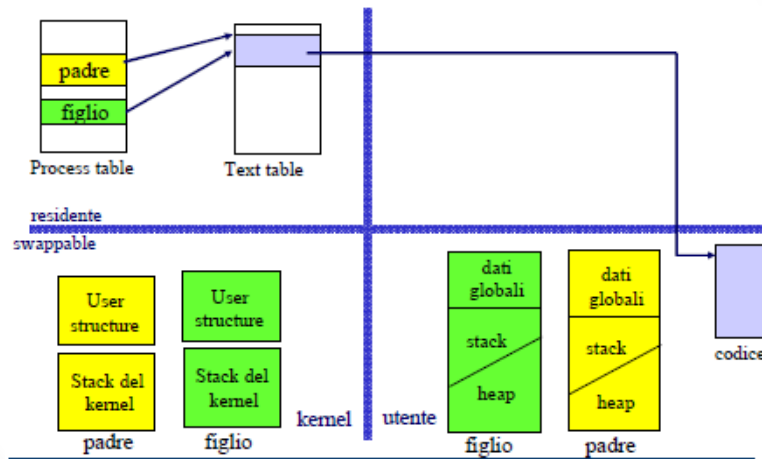 padre
figlio
Process table
Text table
residente
swappable
User
structure
User
structure
Stack del
kernel
Stack del
kernel
padre
figlio
kernel
utente
dati
globali
stack
heap
dati
globali
stack
heap
figlio
padre
codice